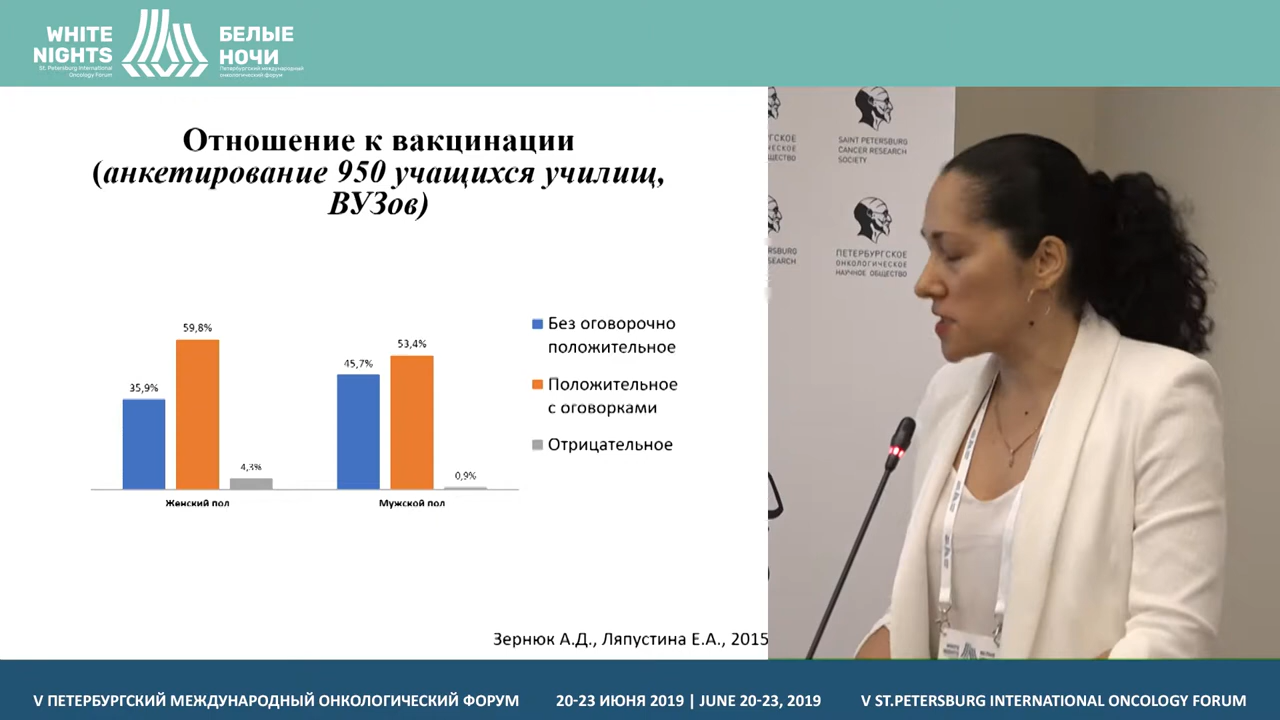 WHITE
NIGHTS
St. Petersburg International
Oncology Forum
БЕЛЫЕ
НОЧИ
Петербургский международный
онкологический форум
Отношение к вакцинации
(анкетирование 950 учащихся училищ,
ВУЗов)
59,8%
35,9%
4,3%
Женский пол
53,4%
45,7%
0,9%
Мужской пол
Без оговорочно
положительное
Положительное
с оговорками
Отрицательное
Зернюк А.Д., Ляпустина Е.А., 2015
SAINT PETERSBURG
CANCER RESEARCH
SOCIETY
ПЕТЕРБУРГСКОЕ
ОНКОЛОГИЧЕСКОЕ
НАУЧНОЕ ОБЩЕСТВО
V ПЕТЕРБУРГСКИЙ МЕЖДУНАРОДНЫЙ ОНКОЛОГИЧЕСКИЙ ФОРУМ
20-23 ИЮНЯ 2019 | JUNE 20-23, 2019
V ST.PETERSBURG INTERNATIONAL ONCOLOGY FORUM